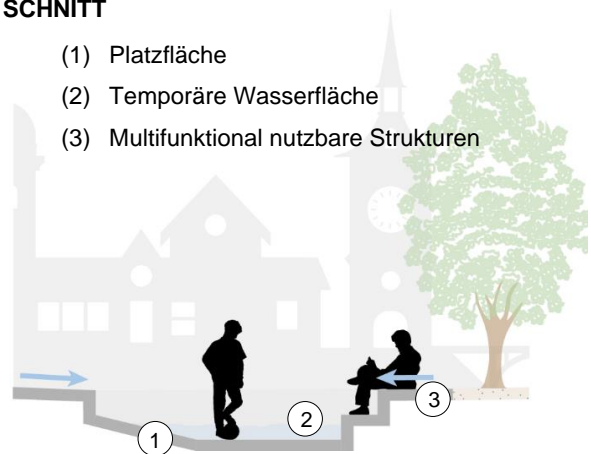 SCHNITT
(1) Platzfläche
(2) Temporäre Wasserfläche
(3) Multifunktional nutzbare Strukturen
3
2
1